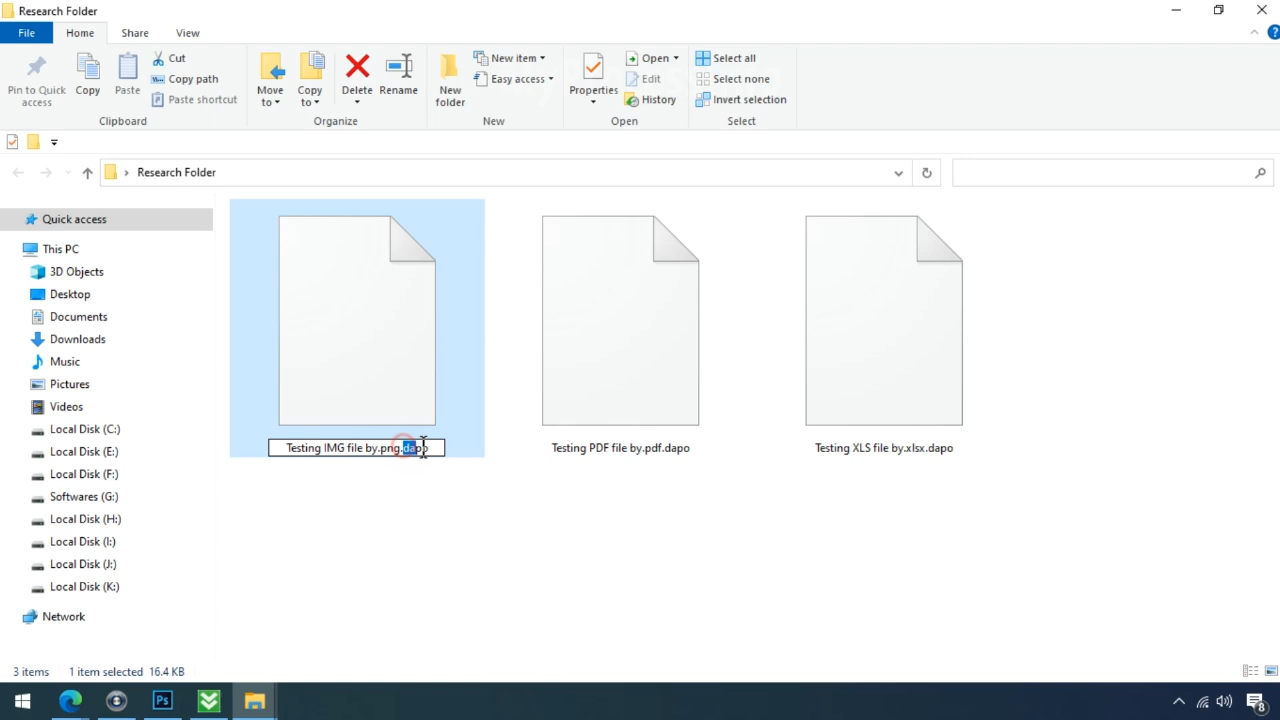 Research Folder
File Home Share View
Pin to Quick access
Copy
Paste
Cut
Copy path
Paste shortcut
Clipboard
Move to
Copy to
Delete
Rename
Organize
New folder
New item
Easy access
New
Properties
Open
Edit
History
Open
Select all
Select none
Invert selection
Select
Research Folder
Quick access
This PC
3D Objects
Desktop
Documents
Downloads
Music
Pictures
Videos
Local Disk (C:)
Local Disk (E:)
Local Disk (F:)
Softwares (G:)
Local Disk (H:)
Local Disk (I:)
Local Disk (J:)
Local Disk (K:)
Network
Testing IMG file by.png.dapo
Testing PDF file by.pdf.dapo
Testing XLS file by.xlsx.dapo
3 items 1 item selected 16.4 KB
Ps
8